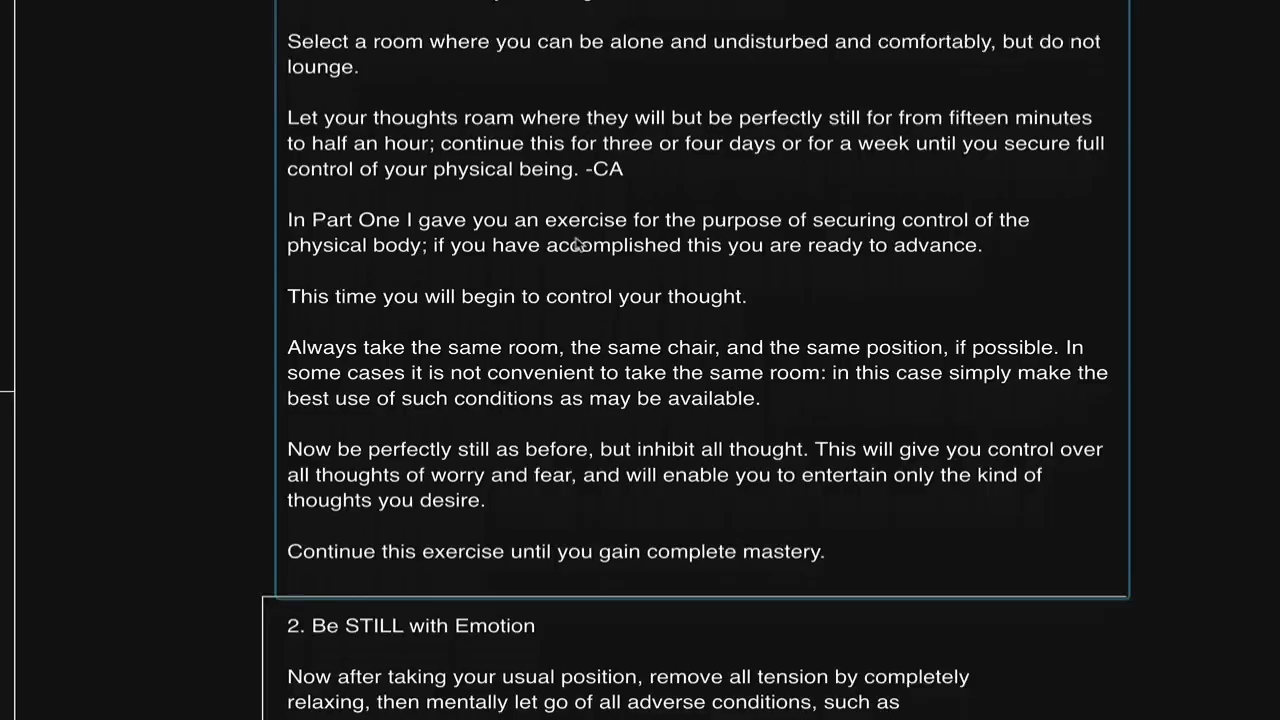 Select a room where you can be alone and undisturbed and comfortably, but do not
lounge.
Let your thoughts roam where they will but be perfectly still for from fifteen minutes
to half an hour; continue this for three or four days or for a week until you secure full
control of your physical being. -CA
In Part One I gave you an exercise for the purpose of securing control of the
physical body; if you have accomplished this you are ready to advance.
This time you will begin to control your thought.
Always take the same room, the same chair, and the same position, if possible. In
some cases it is not convenient to take the same room: in this case simply make the
best use of such conditions as may be available.
Now be perfectly still as before, but inhibit all thought. This will give you control over
all thoughts of worry and fear, and will enable you to entertain only the kind of
thoughts you desire.
Continue this exercise until you gain complete mastery.
2. Be STILL with Emotion
Now after taking your usual position, remove all tension by completely
relaxing, then mentally let go of all adverse conditions, such as